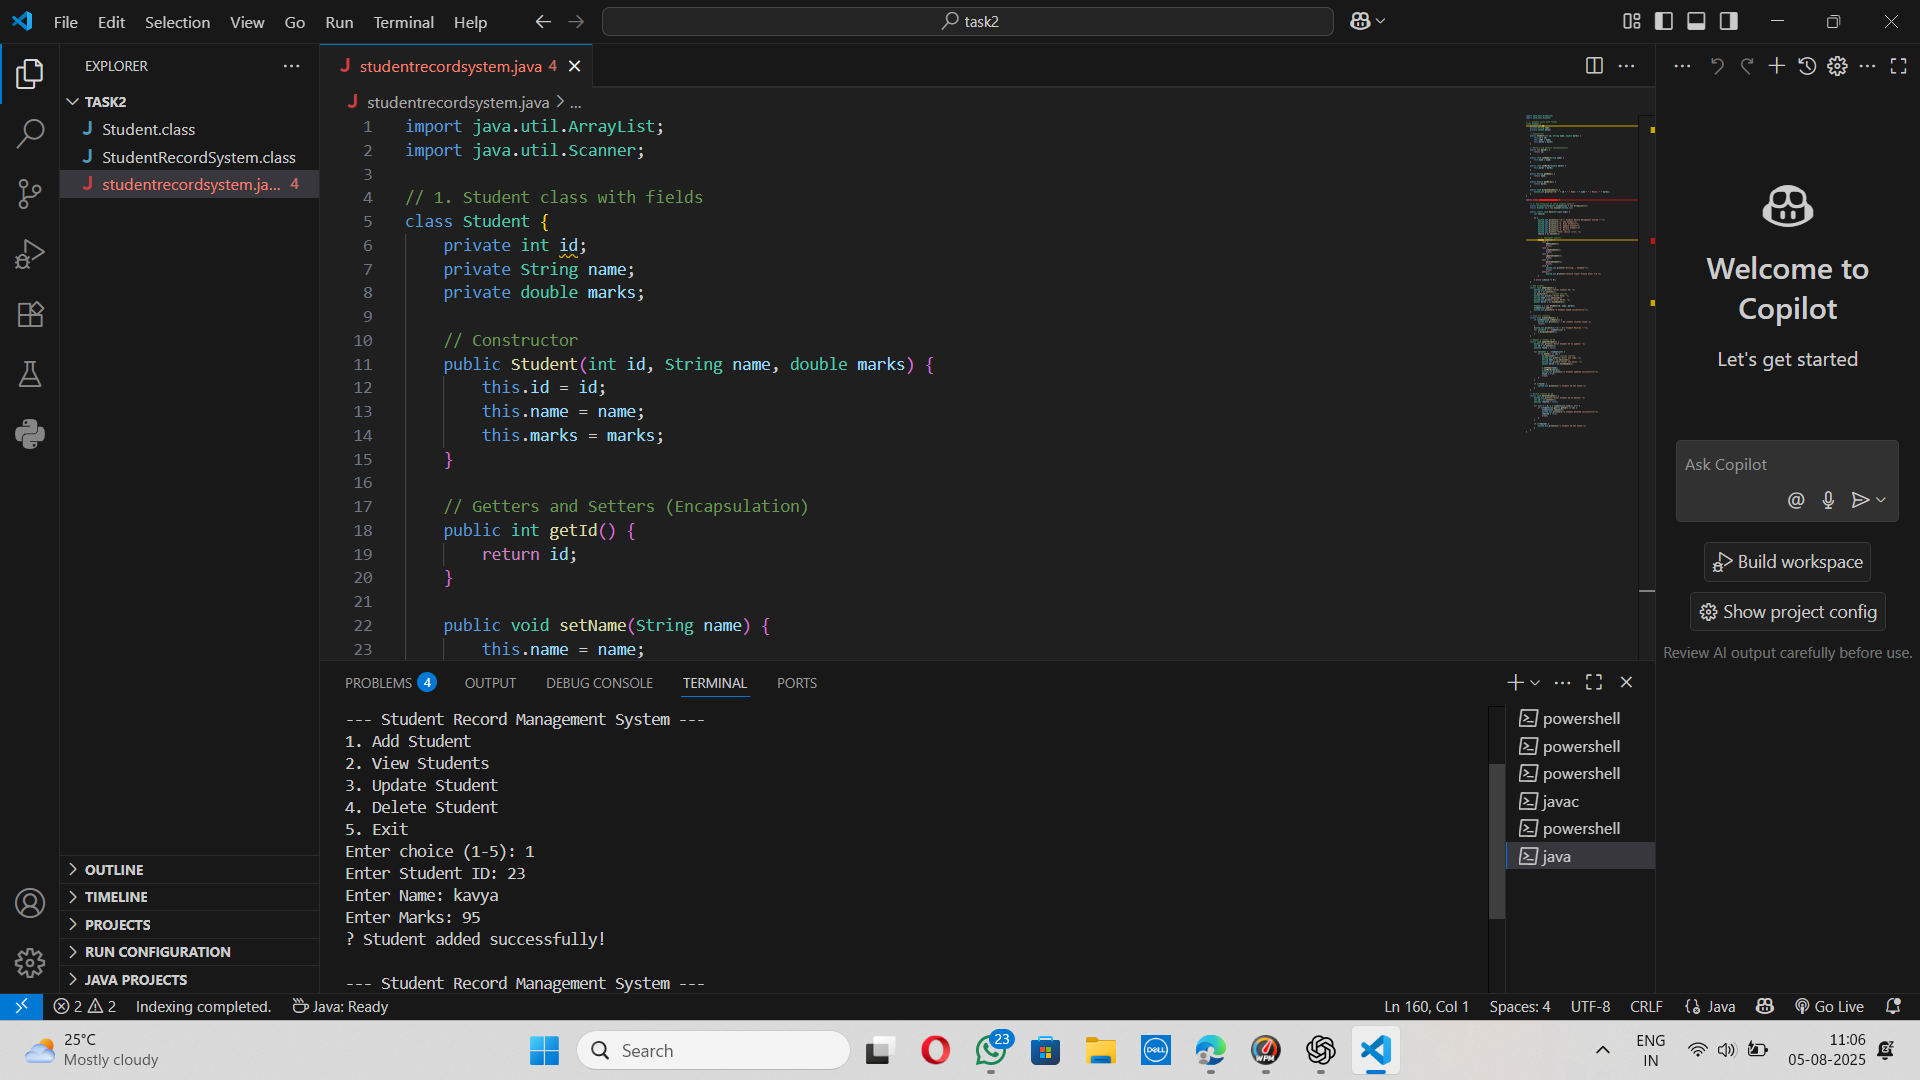 File Edit Selection View Go Run Terminal Help
task2
EXPLORER
TASK2
J Student.class
J StudentRecordSystem.class
J studentrecordsystem.ja... 4
OUTLINE
TIMELINE
PROJECTS
RUN CONFIGURATION
JAVA PROJECTS
J studentrecordsystem.java 4
J studentrecordsystem.java > ...
1 import java.util.ArrayList;
2 import java.util.Scanner;
3
4 // 1. Student class with fields
5 class Student {
6 private int id;
7 private String name;
8 private double marks;
9
10 // Constructor
11 public Student(int id, String name, double marks) {
12 this.id = id;
13 this.name = name;
14 this.marks = marks;
15 }
16
17 // Getters and Setters (Encapsulation)
18 public int getId() {
19 return id;
20 }
21
22 public void setName(String name) {
23 this.name = name;
PROBLEMS 4 OUTPUT DEBUG CONSOLE TERMINAL PORTS
--- Student Record Management System ---
1. Add Student
2. View Students
3. Update Student
4. Delete Student
5. Exit
Enter choice (1-5): 1
Enter Student ID: 23
Enter Name: kavya
Enter Marks: 95
? Student added successfully!
--- Student Record Management System ---
powershell
powershell
powershell
javac
powershell
java
Welcome to
Copilot
Let's get started
Ask Copilot
Build workspace
Show project config
Review AI output carefully before use.
2 2 Indexing completed. Java: Ready
Ln 160, Col 1 Spaces: 4 UTF-8 CRLF {} Java Go Live
25°C
Mostly cloudy
Search
23
DELL
WPM
ENG
IN
11:06
05-08-2025